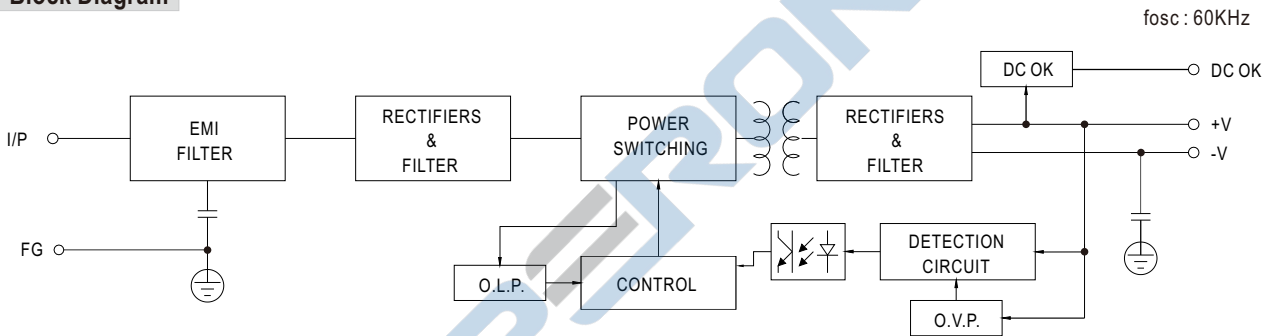 Block Diagram
fosc : 60KHz
DC OK
DC OK
I/P
EMI
FILTER
RECTIFIERS
&
FILTER
POWER
SWITCHING
RECTIFIERS
&
FILTER
+V
-V
FG
O.L.P.
CONTROL
DETECTION
CIRCUIT
O.V.P.